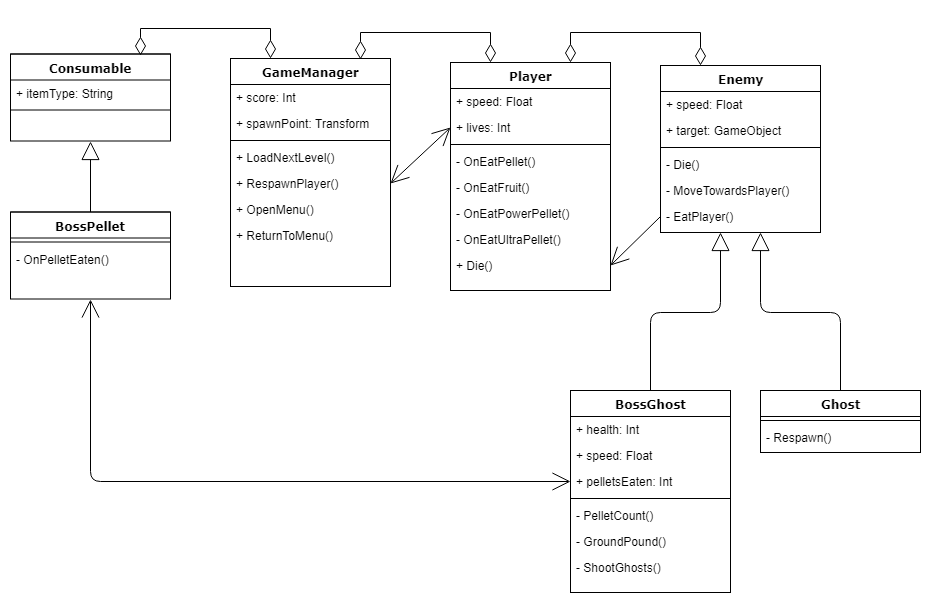 Consumable
+ itemType: String
GameManager
+ score: Int
+ spawnPoint: Transform
+ LoadNextLevel()
+ RespawnPlayer()
+ OpenMenu()
+ ReturnToMenu()
Player
+ speed: Float
+ lives: Int
- OnEatPellet()
- OnEatFruit()
- OnEatPowerPellet()
- OnEatUltraPellet()
+ Die()
Enemy
+ speed: Float
+ target: GameObject
- Die()
- MoveTowardsPlayer()
- EatPlayer()
BossPellet
- OnPelletEaten()
BossGhost
+ health: Int
+ speed: Float
+ pelletsEaten: Int
- PelletCount()
- GroundPound()
- ShootGhosts()
Ghost
- Respawn()